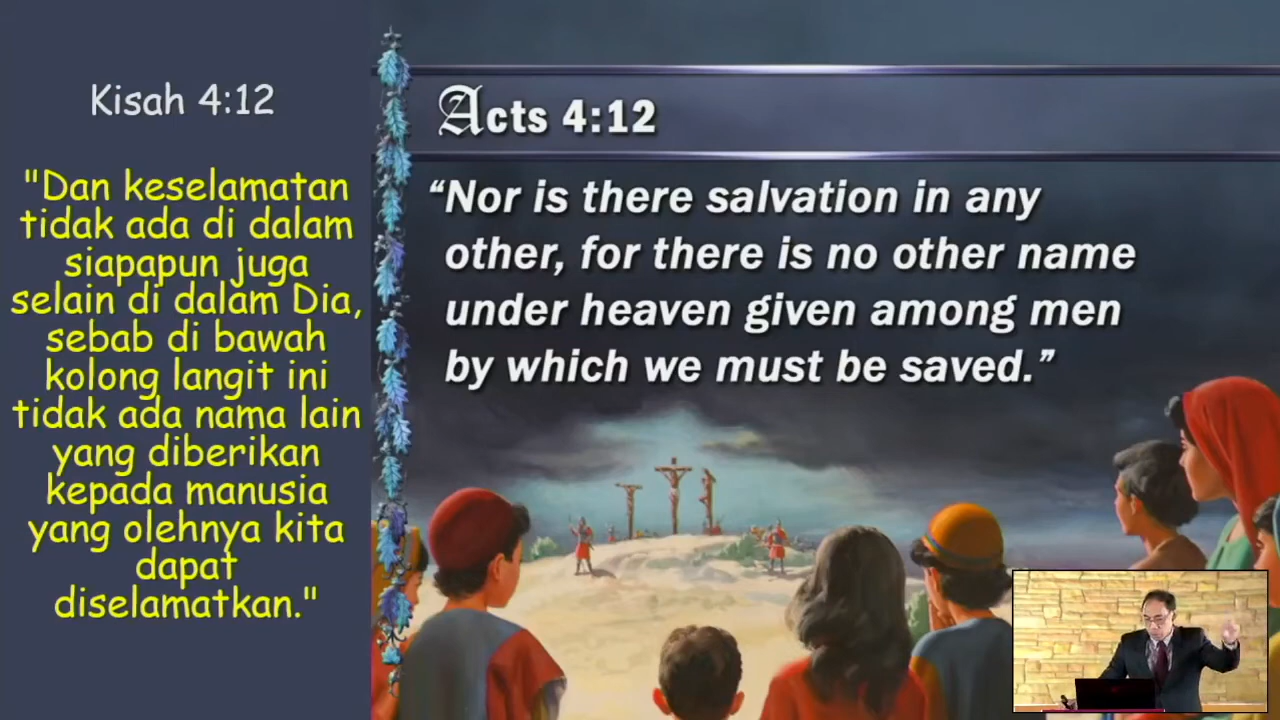 Kisah 4:12
"Dan keselamatan
tidak ada di dalam
siapapun juga
selain di dalam Dia,
sebab di bawah
kolong langit ini
tidak ada nama lain
yang diberikan
kepada manusia
yang olehnya kita
dapat
diselamatkan."
Acts 4:12
“Nor is there salvation in any
other, for there is no other name
under heaven given among men
by which we must be saved.”